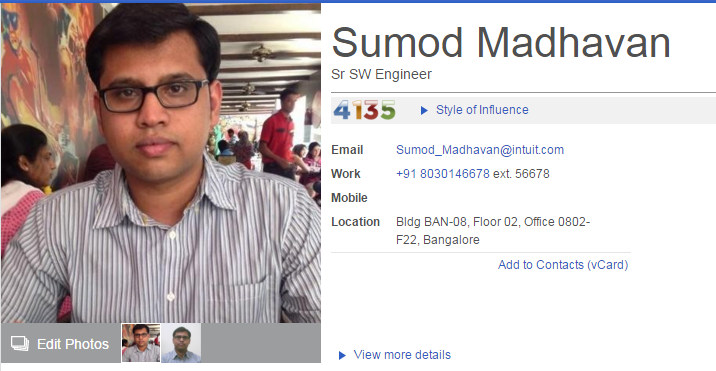 Sumod Madhavan
Sr SW Engineer
4135 Style of Influence
Email Sumod_Madhavan@intuit.com
Work +91 8030146678 ext. 56678
Mobile
Location Bldg BAN-08, Floor 02, Office 0802-
F22, Bangalore
Add to Contacts (vCard)
Edit Photos
View more details